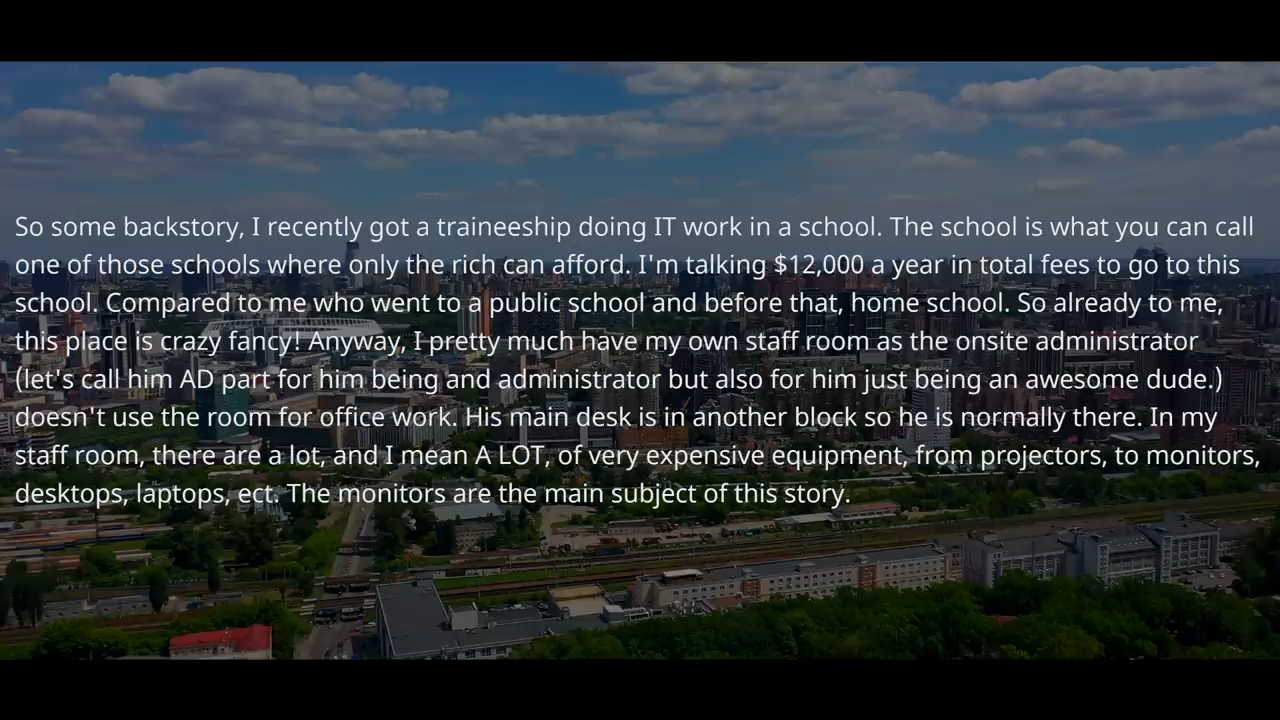 So some backstory, I recently got a traineeship doing IT work in a school. The school is what you can call
one of those schools where only the rich can afford. I'm talking $12,000 a year in total fees to go to this
school. Compared to me who went to a public school and before that, home school. So already to me,
this place is crazy fancy! Anyway, I pretty much have my own staff room as the onsite administrator
(let's call him AD part for him being and administrator but also for him just being an awesome dude.)
doesn't use the room for office work. His main desk is in another block so he is normally there. In my
staff room, there are a lot, and I mean A LOT, of very expensive equipment, from projectors, to monitors,
desktops, laptops, ect. The monitors are the main subject of this story.